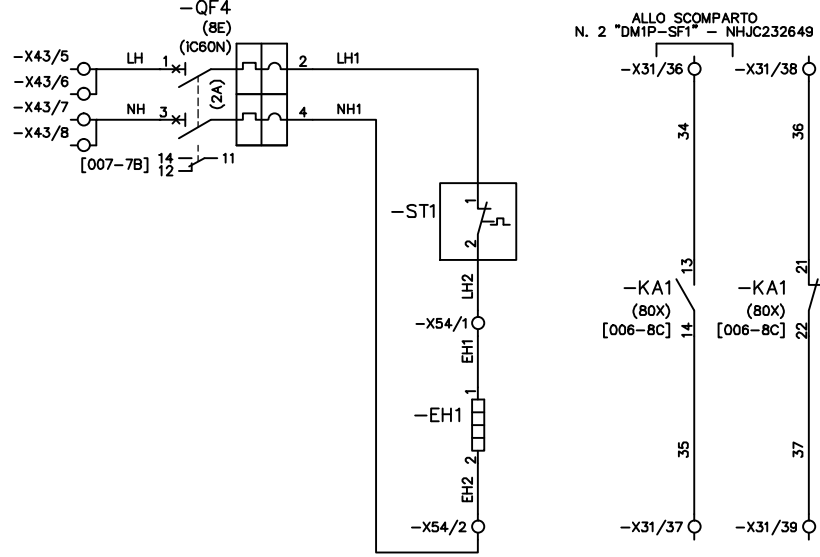 -QF4
(8E)
(iC60N)
ALLO SCOMPARTO
N. 2 "DM1P-SF1" - NHJC232649
-X43/5
-X43/6
-X43/7
-X43/8
LH
1
2
LH1
NH
3
4
NH1
(2A)
[007-7B]
14
12
11
-X31/36
-X31/38
34
36
-ST1
1
2
LH2
-X54/1
EH1
13
21
-KA1
(80X)
[006-8C]
14
-KA1
(80X)
[006-8C]
22
-EH1
1
2
EH2
35
37
-X54/2
-X31/37
-X31/39